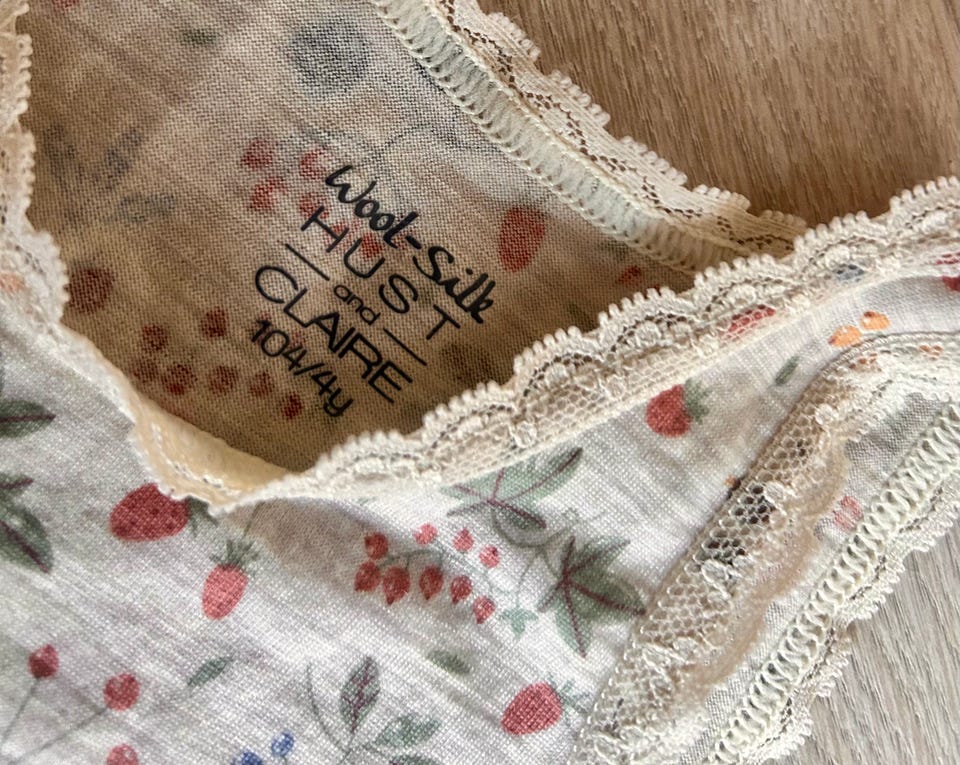 Wool-Silk
HUST
and
CLAIRE
104/4y